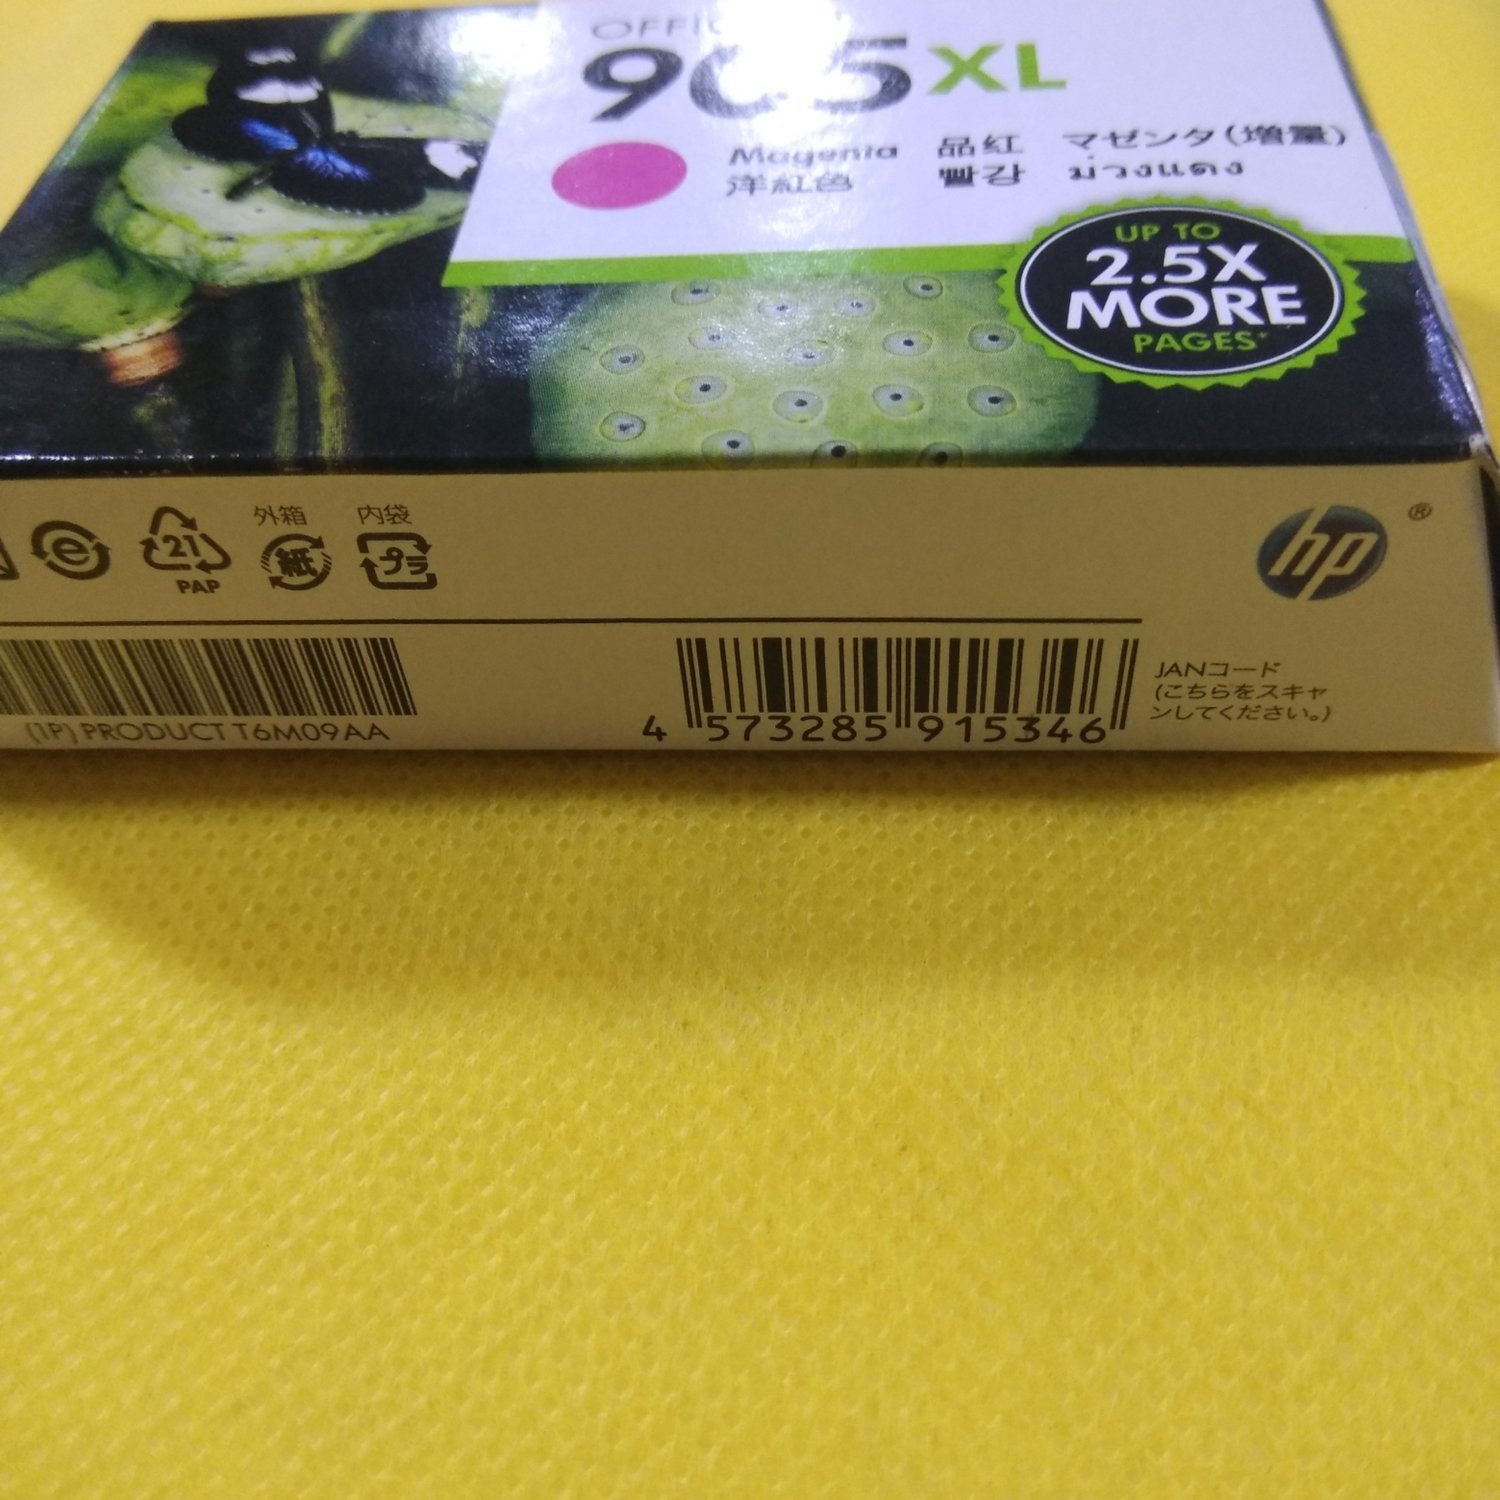 OFFIC
905XL
Magenta 品紅 マゼンタ(増量)
洋紅色 빨강 ม่วงแดง
UP TO
2.5X
MORE
PAGES*
外箱 内袋
e 21 紙 プラ
PAP
hp ®
(1P) PRODUCT T6M09AA
4 573285 915346
JANコード
(こちらをスキャ
ンしてください。)